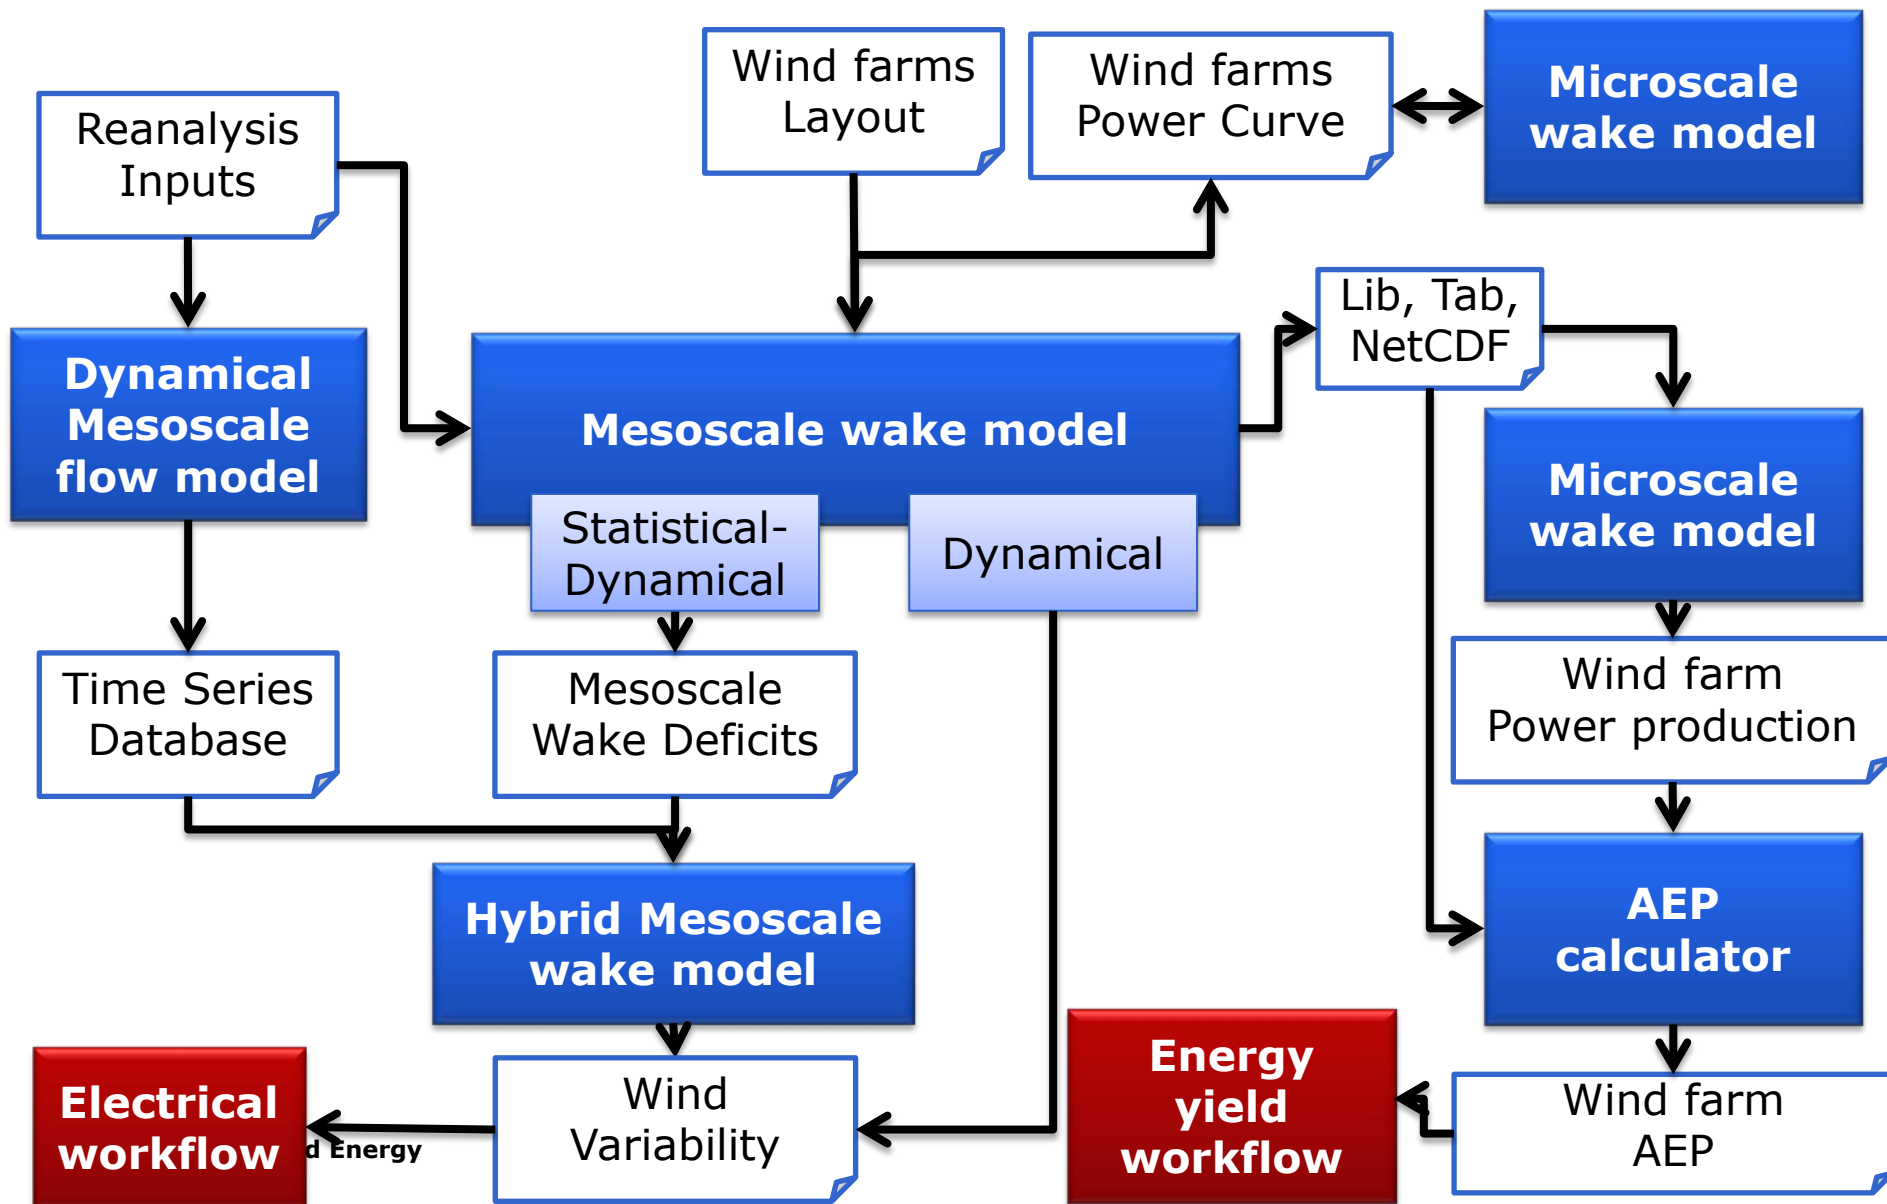 Wind farms
Layout
Wind farms
Power Curve
Microscale
wake model
Reanalysis
Inputs
Lib, Tab,
NetCDF
Dynamical
Mesoscale
flow model
Mesoscale wake model
Microscale
wake model
Statistical-
Dynamical
Dynamical
Time Series
Database
Mesoscale
Wake Deficits
Wind farm
Power production
Hybrid Mesoscale
wake model
AEP
calculator
Electrical
workflow
Wind
Variability
Energy
yield
workflow
Wind farm
AEP
d Energy